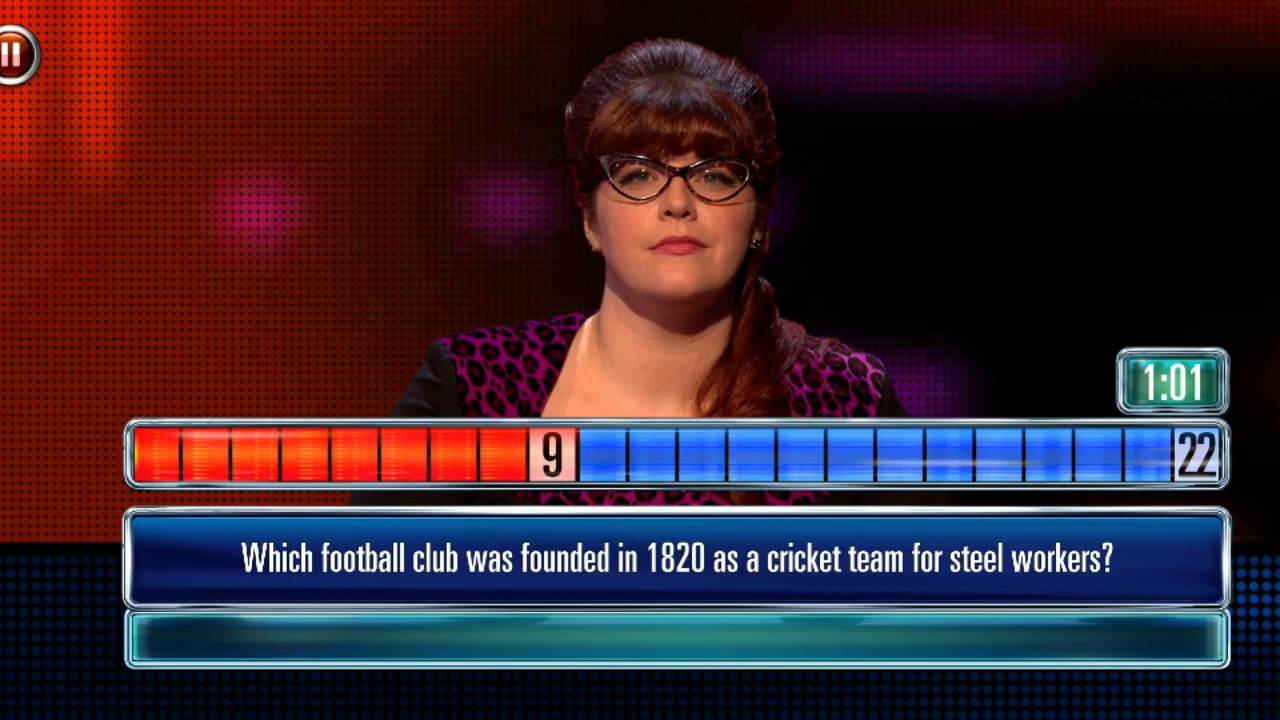 1:01
9
22
Which football club was founded in 1820 as a cricket team for steel workers?